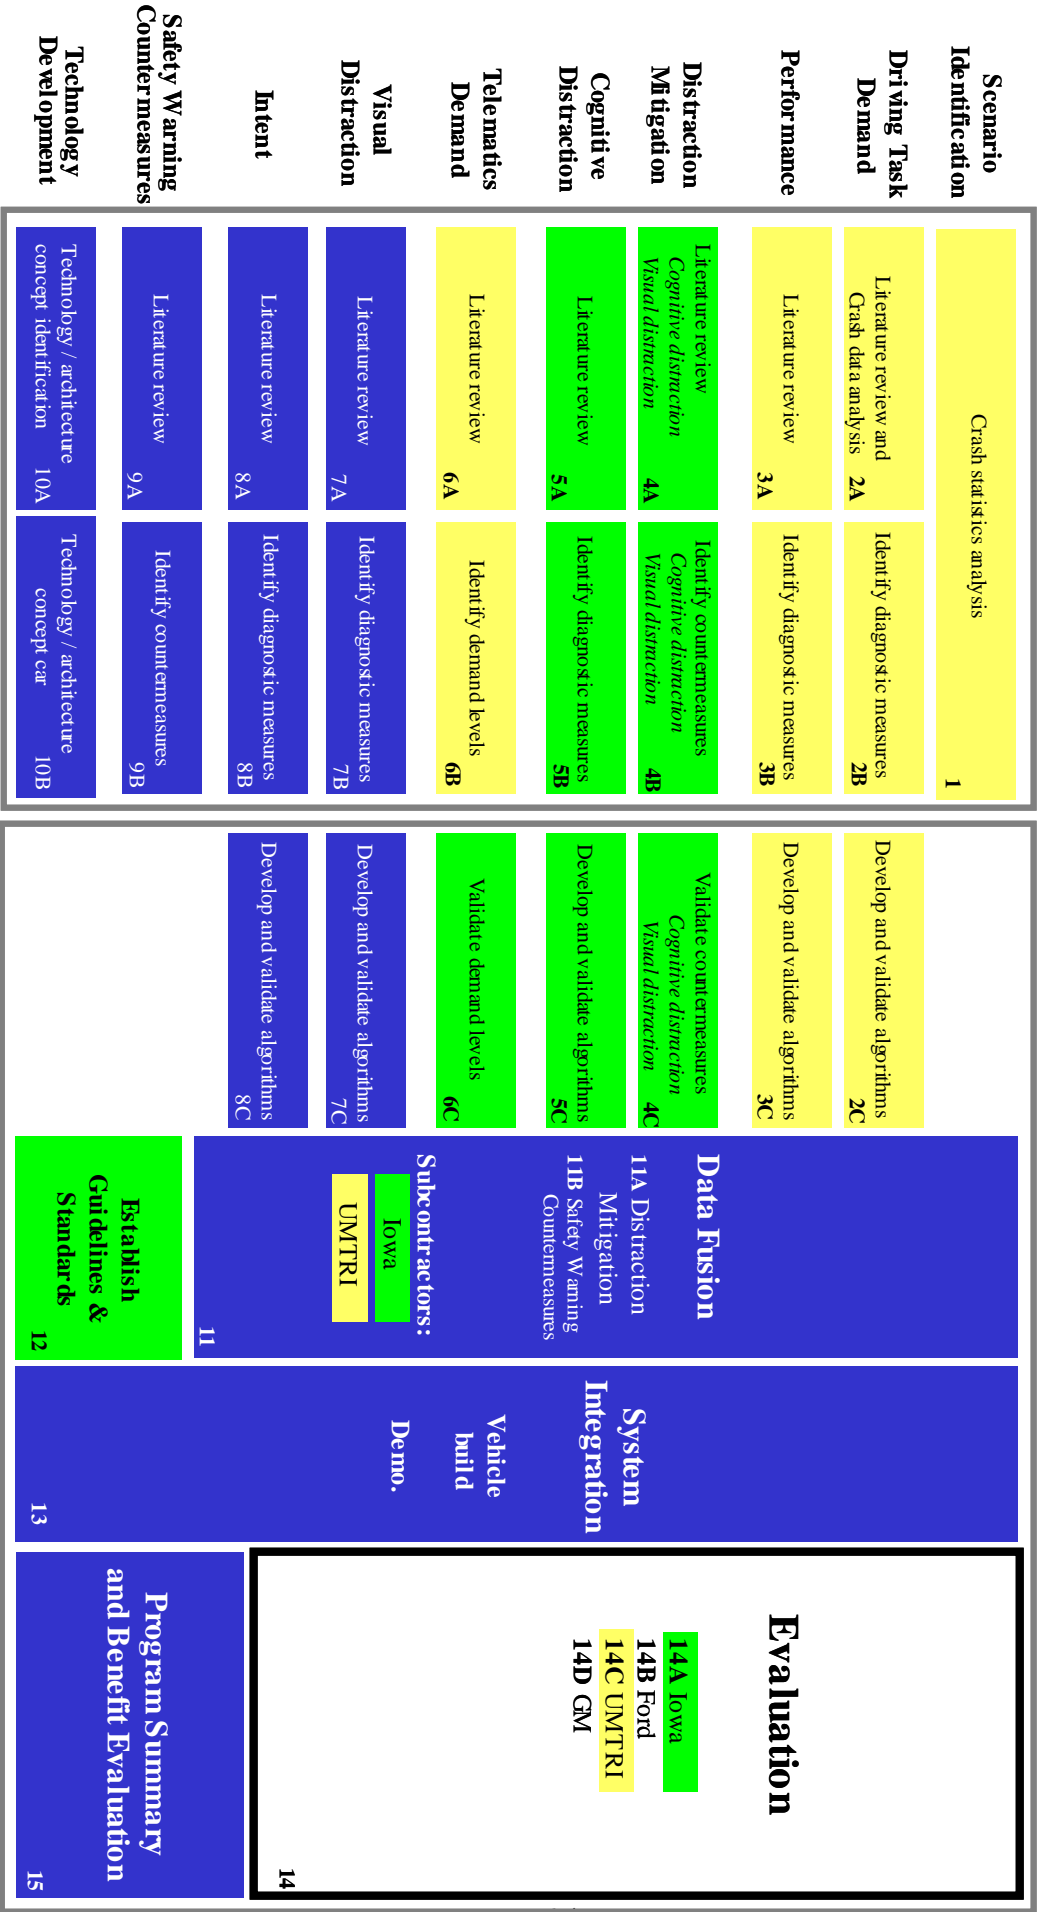 Scenario
Identification
Crash statistics analysis
1
Driving Task
Demand
Literature review and
Crash data analysis
2A
Identify diagnostic measures
2B
Develop and validate algorithms
2C
Performance
Literature review
3A
Identify diagnostic measures
3B
Develop and validate algorithms
3C
Distraction
Mitigation
Literature review
Cognitive distraction
Visual distraction
4A
Identify countermeasures
Cognitive distraction
Visual distraction
4B
Validate countermeasures
Cognitive distraction
Visual distraction
4C
Cognitive
Distraction
Literature review
5A
Identify diagnostic measures
5B
Develop and validate algorithms
5C
Telematics
Demand
Literature review
6A
Identify demand levels
6B
Validate demand levels
6C
Visual
Distraction
Literature review
7A
Identify diagnostic measures
7B
Develop and validate algorithms
7C
Intent
Literature review
8A
Identify diagnostic measures
8B
Develop and validate algorithms
8C
Safety Warning
Countermeasures
Literature review
9A
Identify countermeasures
9B
Technology
Development
Technology / architecture
concept identification
10A
Technology / architecture
concept car
10B
Data Fusion
11A Distraction
Mitigation
11B Safety Warning
Countermeasures
Subcontractors:
Iowa
UMTRI
11
Establish
Guidelines &
Standards
12
System
Integration
Vehicle
build
Demo.
13
Evaluation
14A Iowa
14B Ford
14C UMTRI
14D GM
14
Program Summary
and Benefit Evaluation
15